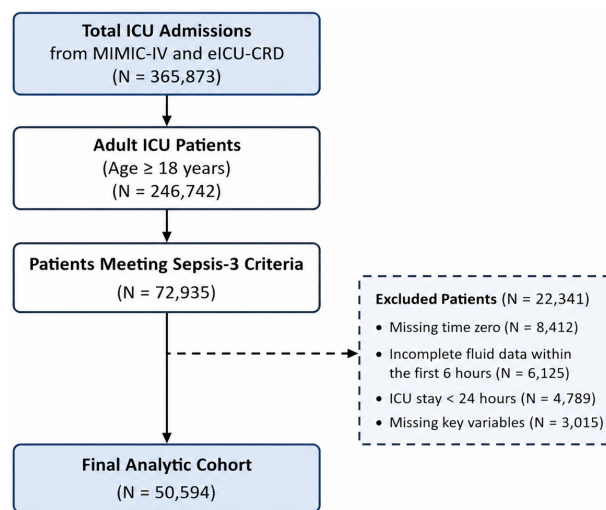 Total ICU Admissions
from MIMIC-IV and eICU-CRD
(N = 365,873)
Adult ICU Patients
(Age ≥ 18 years)
(N = 246,742)
Patients Meeting Sepsis-3 Criteria
(N = 72,935)
Excluded Patients (N = 22,341)
• Missing time zero (N = 8,412)
• Incomplete fluid data within
the first 6 hours (N = 6,125)
• ICU stay < 24 hours (N = 4,789)
• Missing key variables (N = 3,015)
Final Analytic Cohort
(N = 50,594)